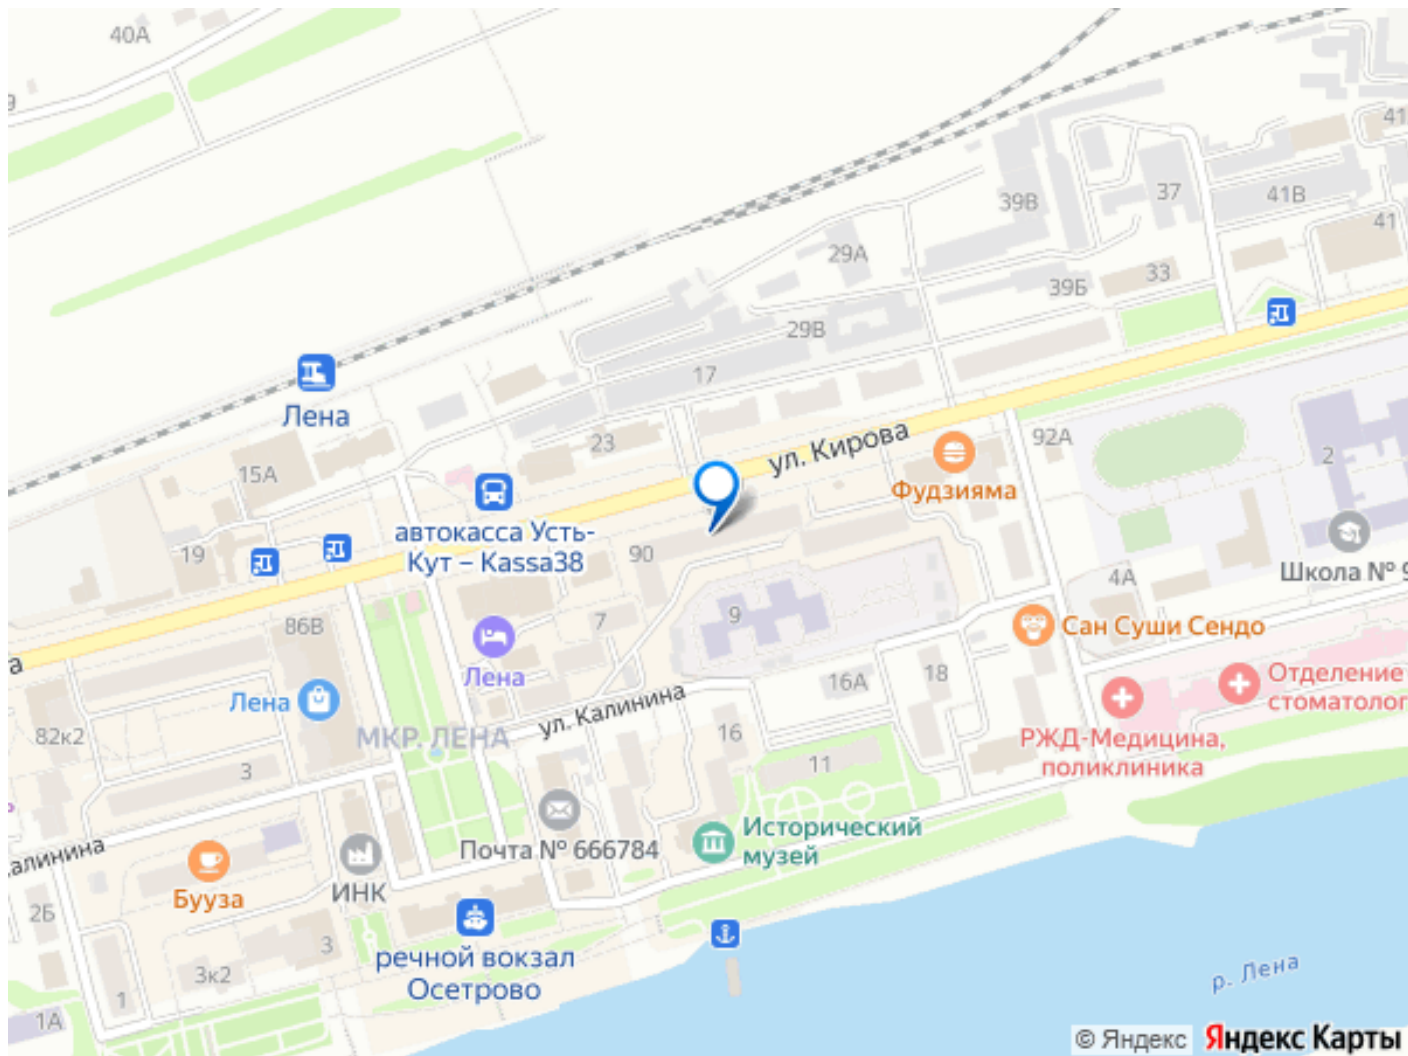 40А
9
41
39В
37
41В
41
29А
33
39Б
29В
Лена
17
ул. Кирова
23
92А
2
15А
Фудзияма
автокасса Усть-
Кут – Kassa38
19
90
Школа № 9
4А
86В
7
9
Сан Суши Сендо
Лена
Лена
ул. Калинина
16А
18
Отделение
стоматолог
82к2
МКР. ЛЕНА
16
РЖД-Медицина,
поликлиника
3
11
Исторический
музей
Почта № 666784
алинина
Бууза
ИНК
2Б
3
речной вокзал
Осетрово
3к2
1
1А
р. Лена
© Яндекс Яндекс Карты